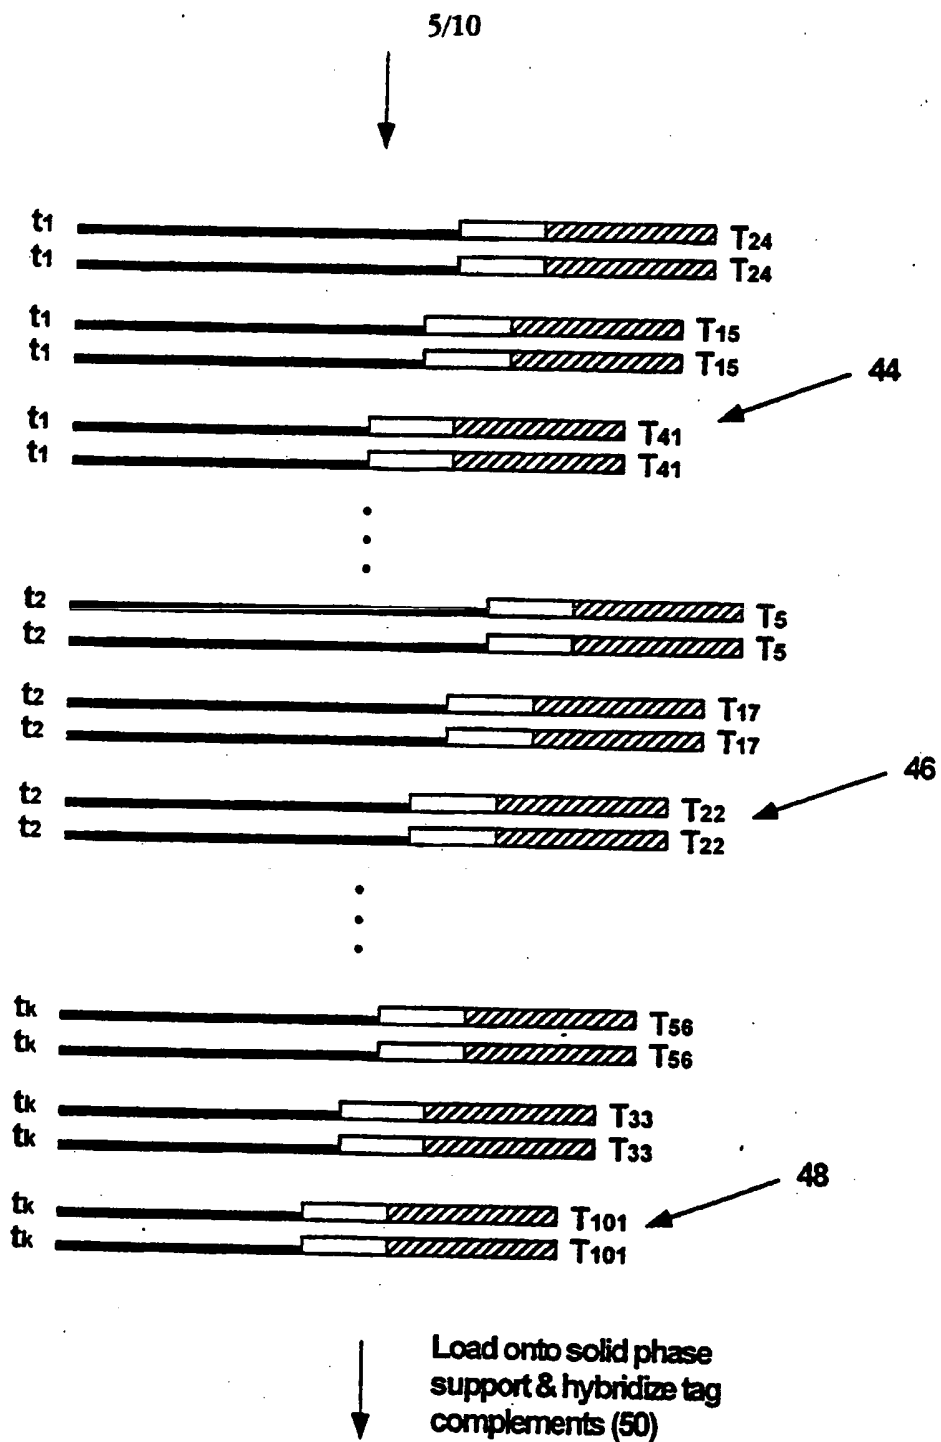 5/10
t1 T24
t1 T24
t1 T15
t1 T15
44
t1 T41
t1 T41
t2 T5
t2 T5
t2 T17
t2 T17
46
t2 T22
t2 T22
tk T56
tk T56
tk T33
tk T33
48
tk T101
tk T101
Load onto solid phase
support & hybridize tag
complements (50)